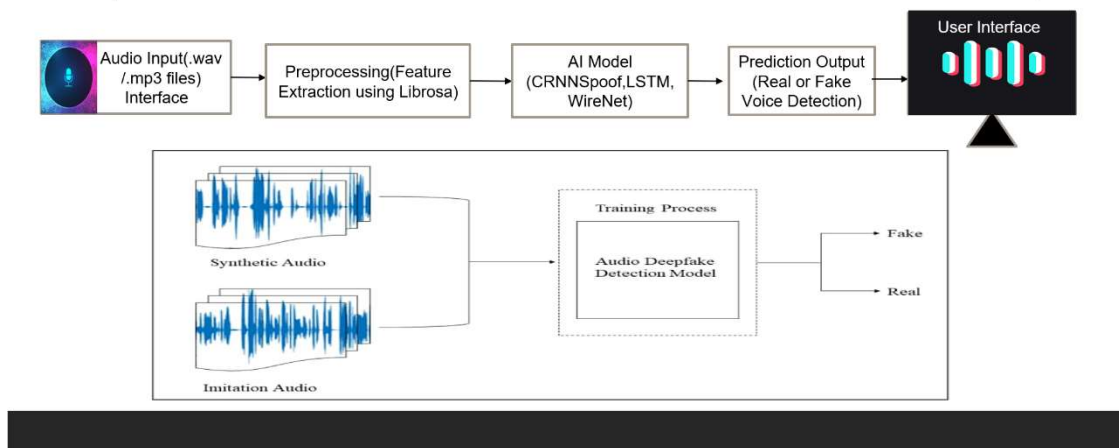 Audio Input(.wav
/.mp3 files)
Interface
Preprocessing(Feature
Extraction using Librosa)
AI Model
(CRNNSpoof,LSTM,
WireNet)
Prediction Output
(Real or Fake
Voice Detection)
User Interface
Synthetic Audio
Imitation Audio
Training Process
Audio Deepfake
Detection Model
Fake
Real